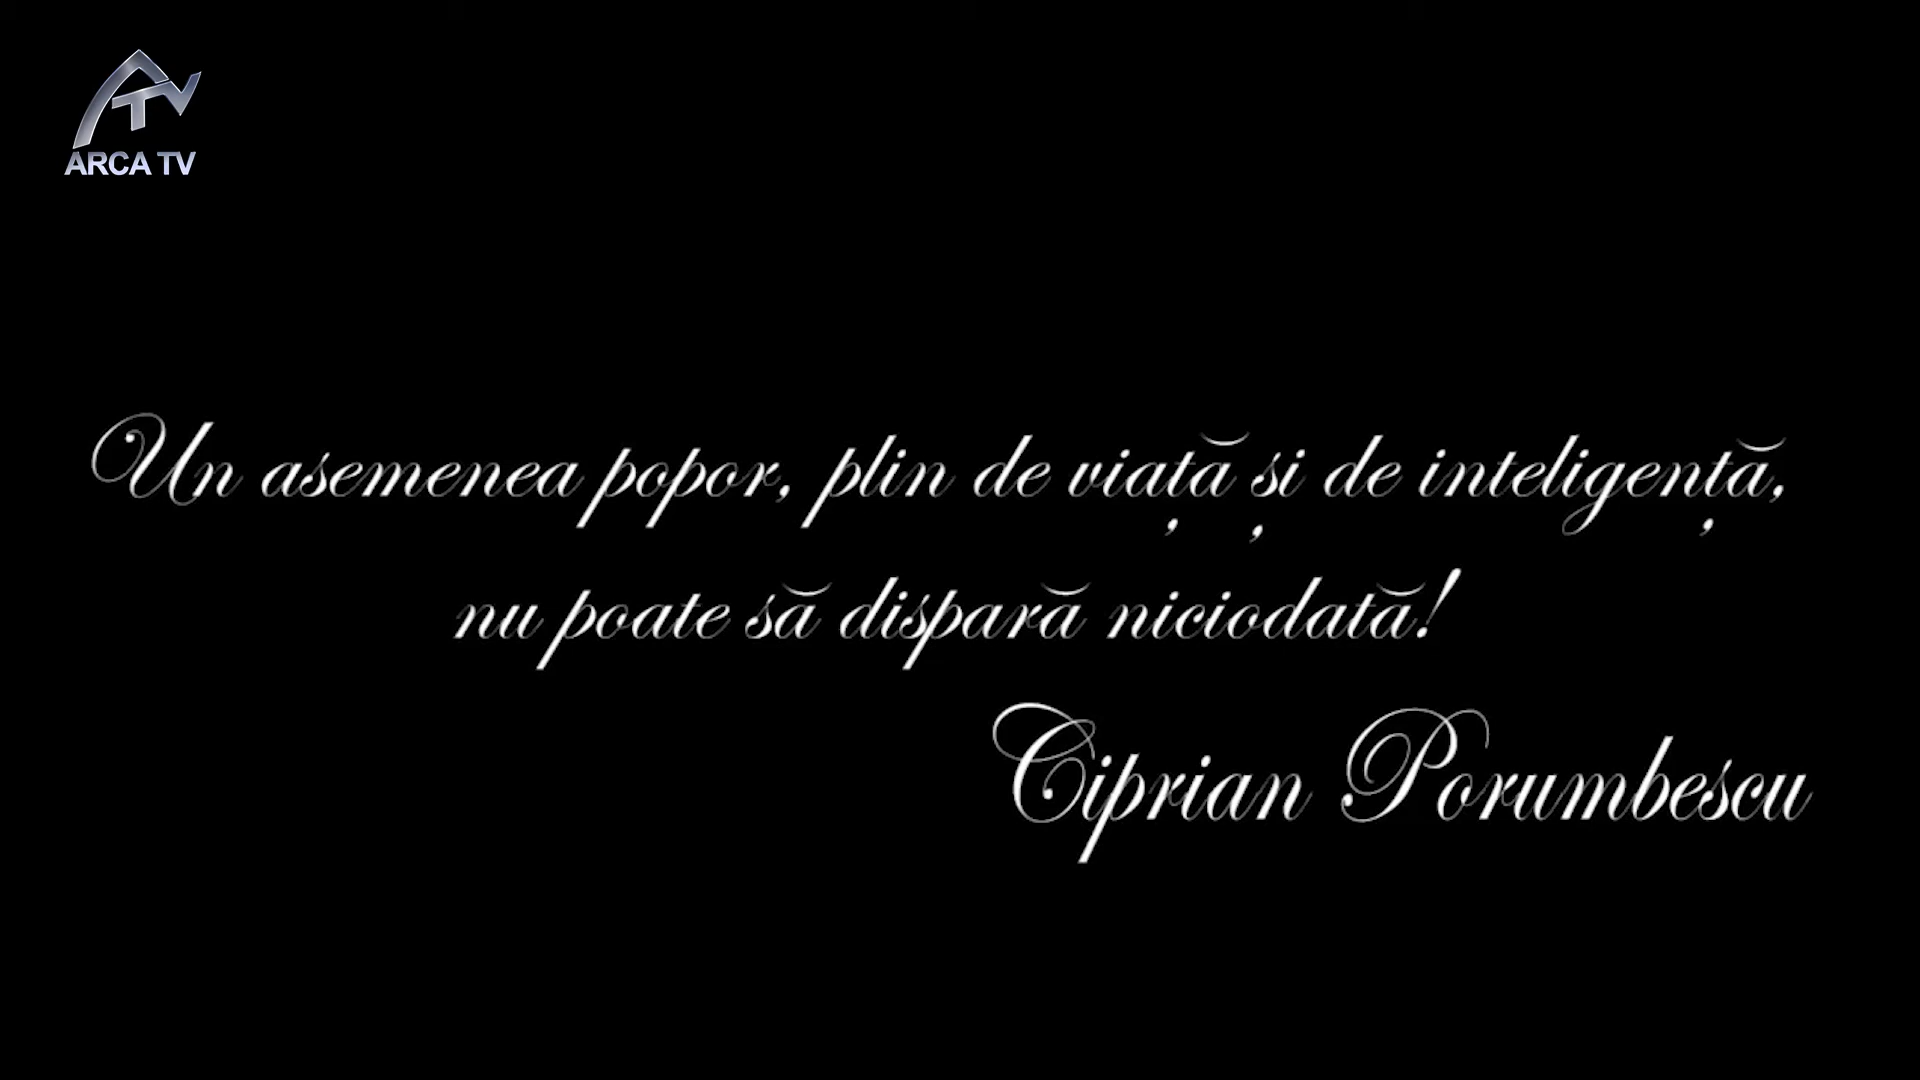 ARCA TV
Un asemenea popor, plin de viață și de inteligență,
nu poate să dispară niciodată!
Ciprian Porumbescu